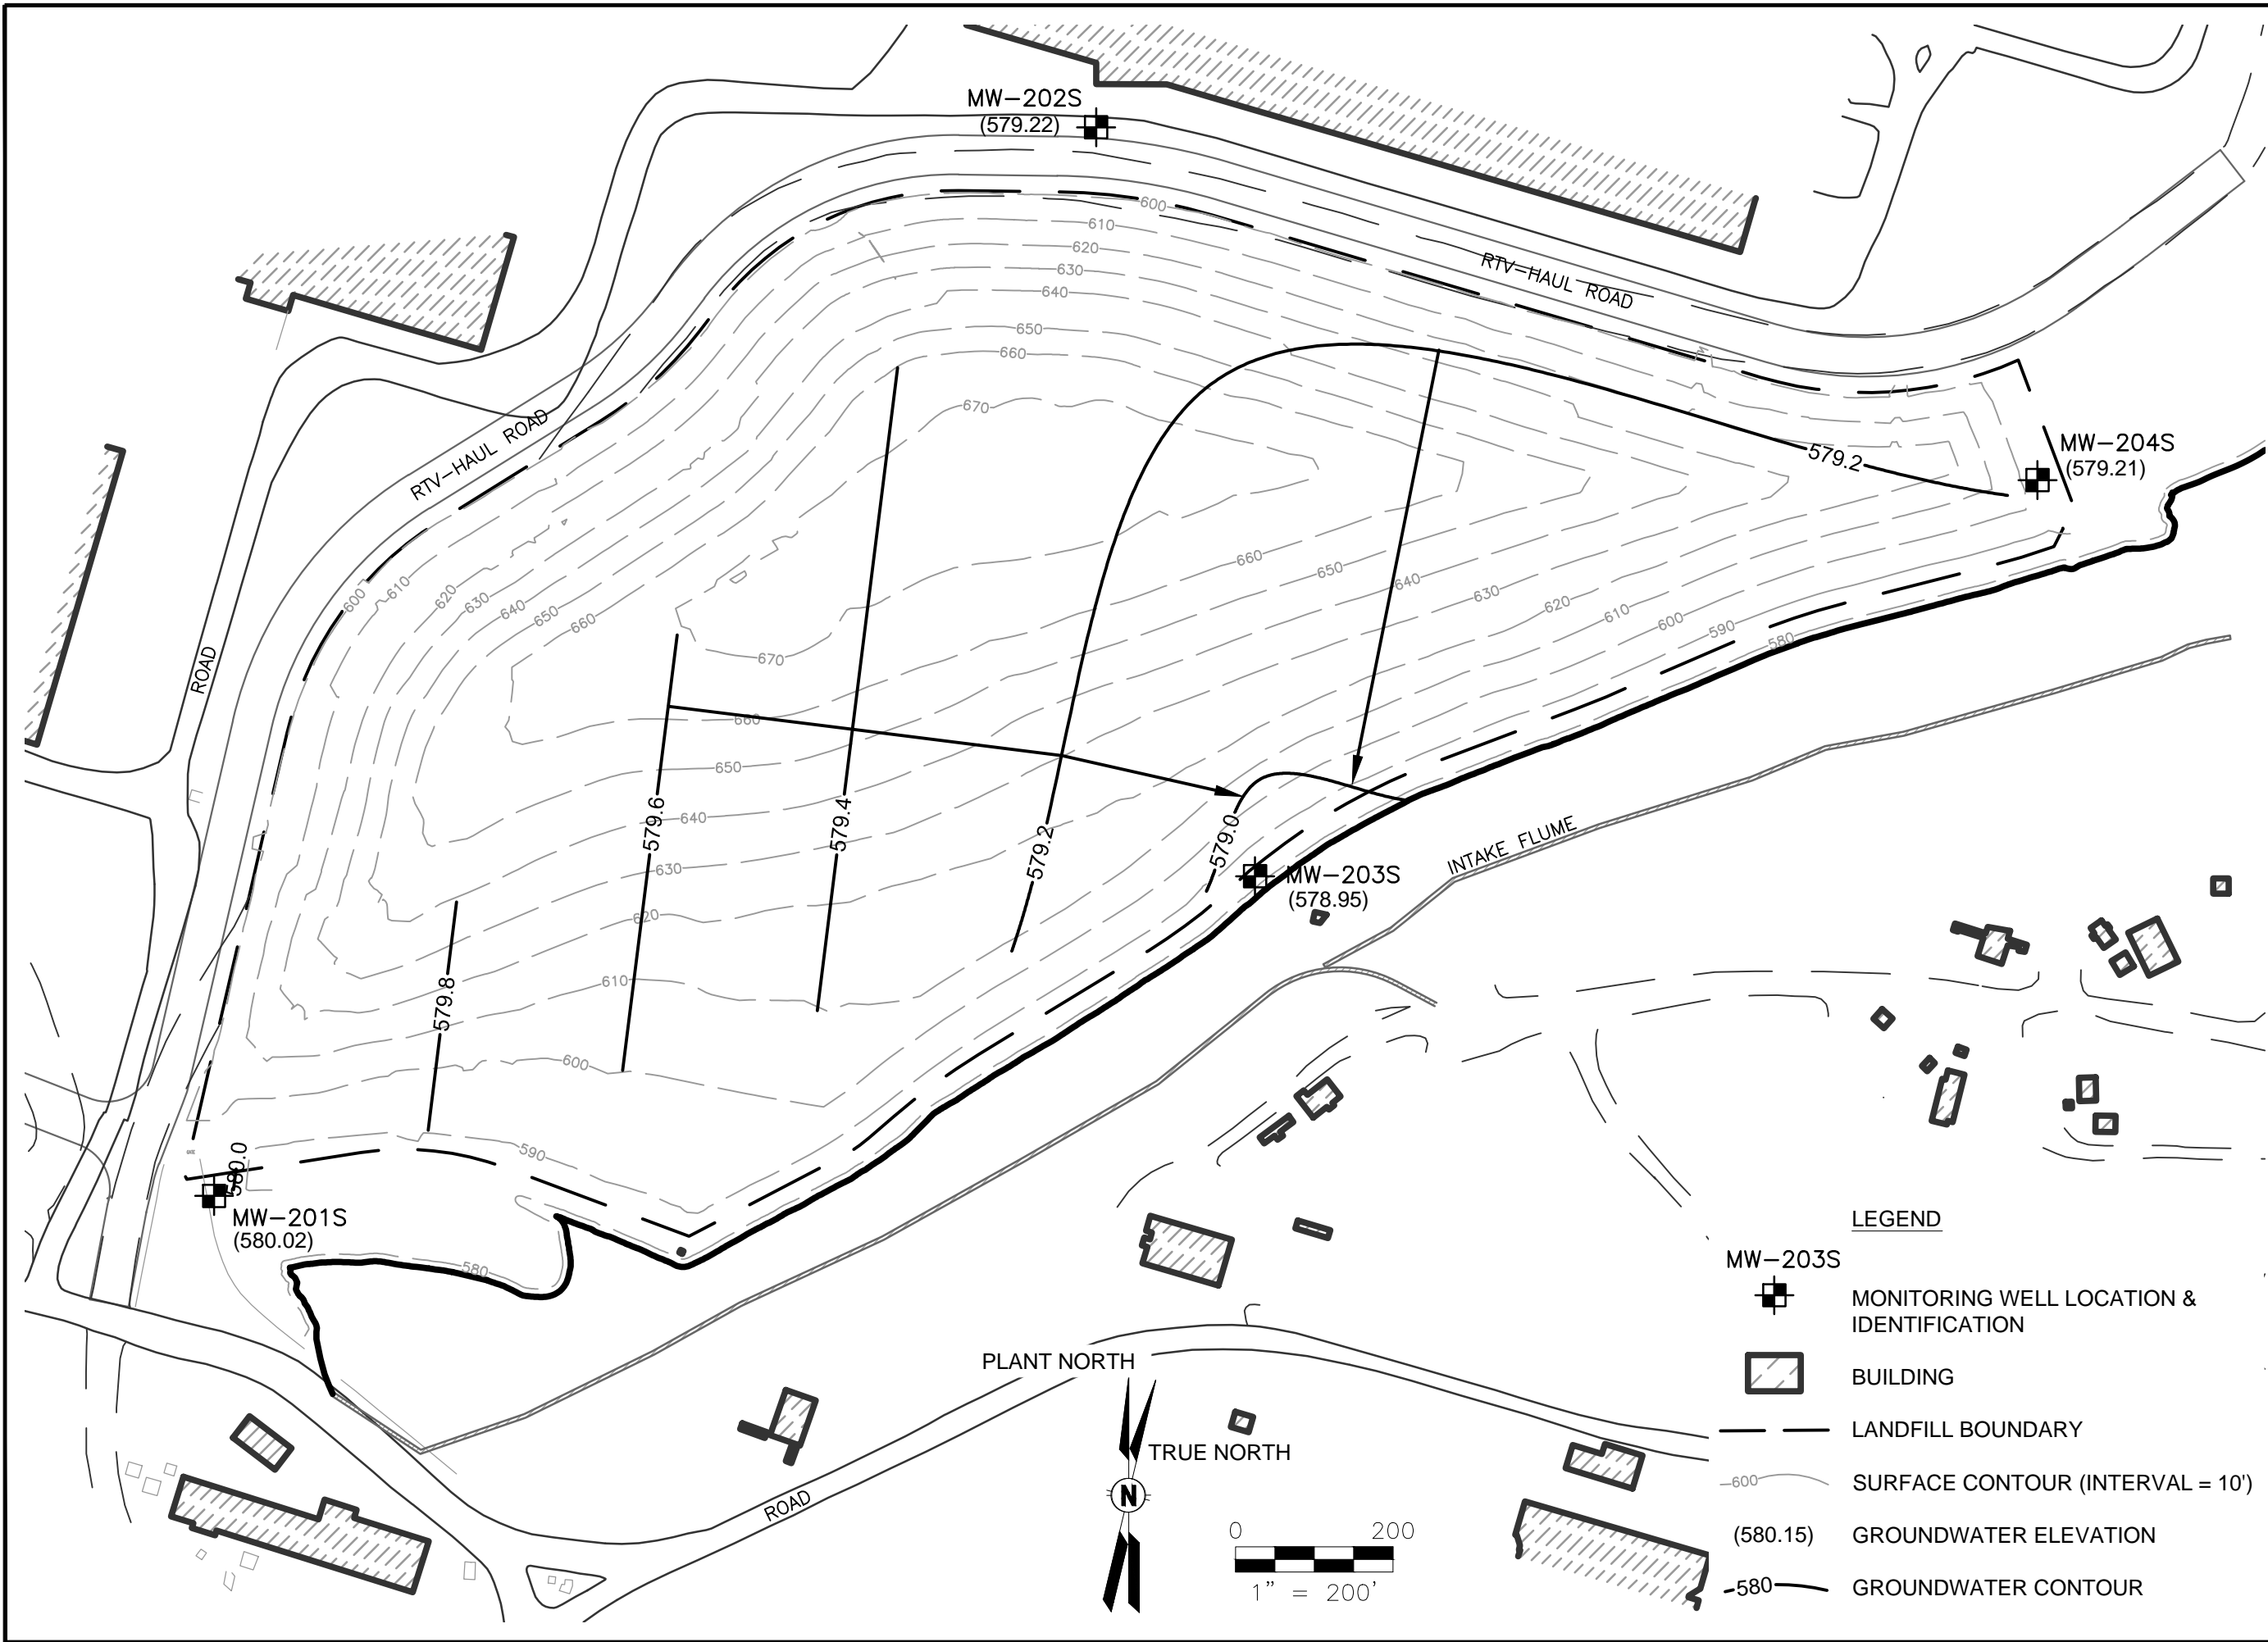 MW-202S
(579.22)
600
610
620
630
640
650
660
670
RTV-HAUL ROAD
RTV-HAUL ROAD
579.2
MW-204S
(579.21)
600
610
620
630
640
650
660
670
660
650
640
630
620
610
600
590
580
ROAD
660
650
640
630
620
610
600
590
580
579.8
579.6
579.4
579.2
579.0
INTAKE FLUME
MW-203S
(578.95)
580.0
MW-201S
(580.02)
PLANT NORTH
TRUE NORTH
N
ROAD
0 200
1" = 200'
LEGEND
MW-203S
MONITORING WELL LOCATION &
IDENTIFICATION
BUILDING
LANDFILL BOUNDARY
600 SURFACE CONTOUR (INTERVAL = 10')
(580.15) GROUNDWATER ELEVATION
580 GROUNDWATER CONTOUR